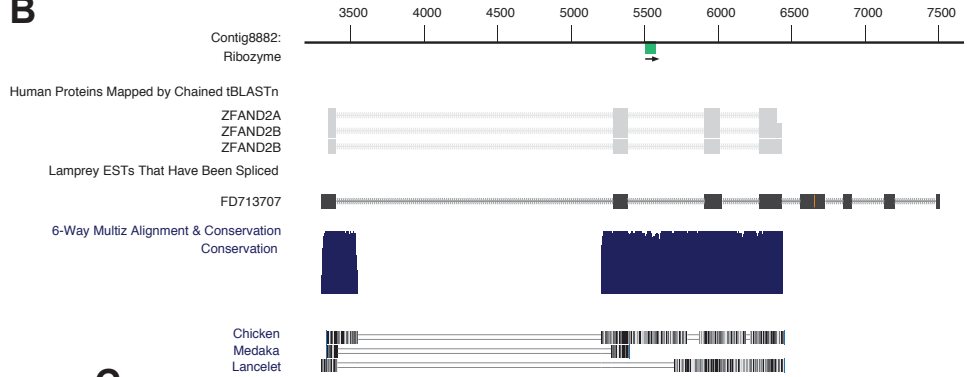 B
3500 4000 4500 5000 5500 6000 6500 7000 7500
Contig8882:
Ribozyme
Human Proteins Mapped by Chained tBLASTn
ZFAND2A
ZFAND2B
ZFAND2B
Lamprey ESTs That Have Been Spliced
FD713707
6-Way Multiz Alignment & Conservation
Conservation
Chicken
Medaka
Lancelet